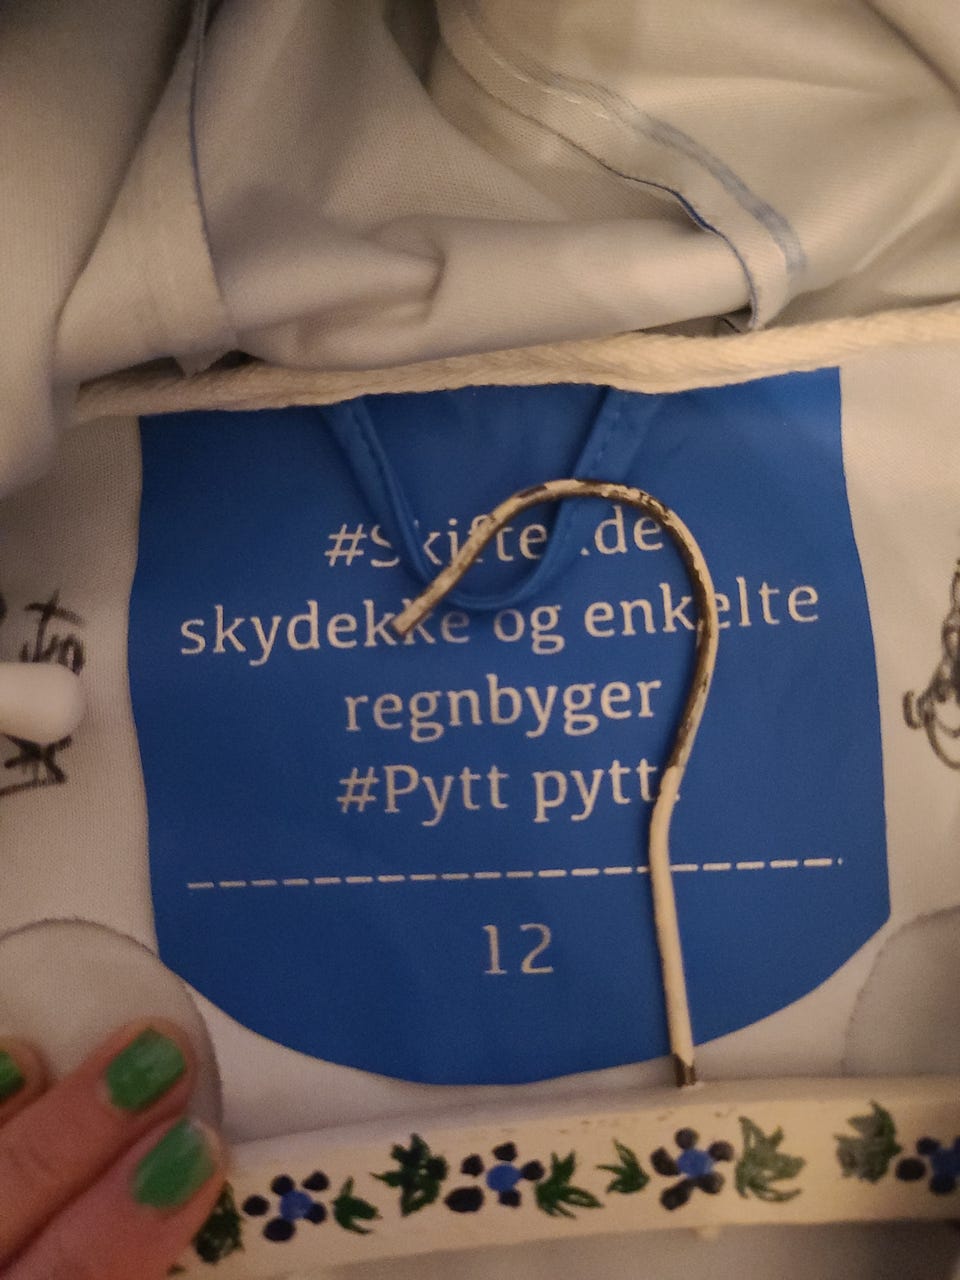 #Skiftende
skydekke og enkelte
regnbyger
#Pytt pytt!
12